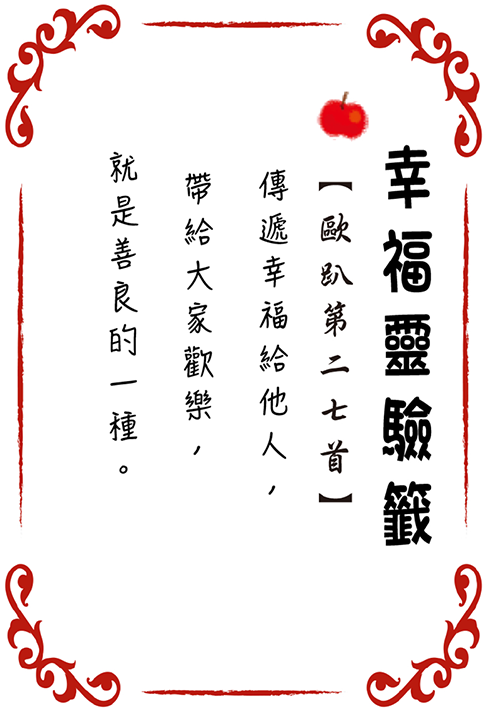 幸福靈驗籤
【歐趴第二七首】
傳遞幸福給他人，
帶給大家歡樂，
就是善良的一種。